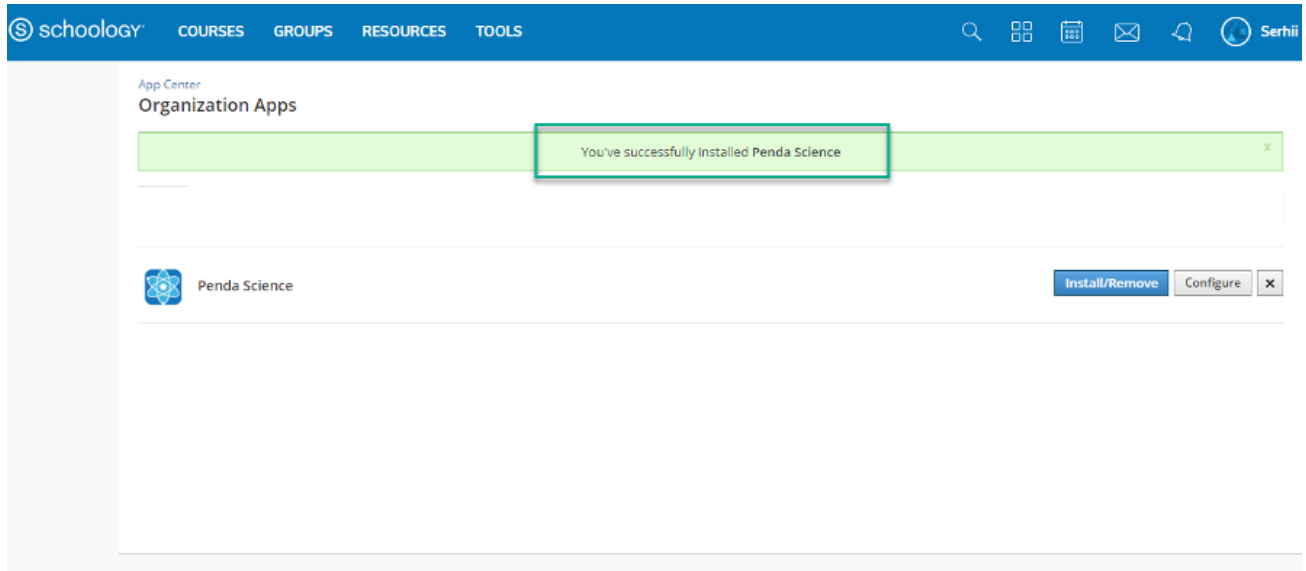 schoology COURSES GROUPS RESOURCES TOOLS Serhii
App Center
Organization Apps
You've successfully installed Penda Science x
Penda Science Install/Remove Configure x